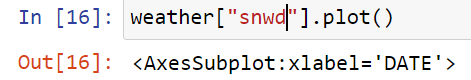 In [16]: weather["snwd"].plot()
Out[16]: <AxesSubplot:xlabel='DATE'>